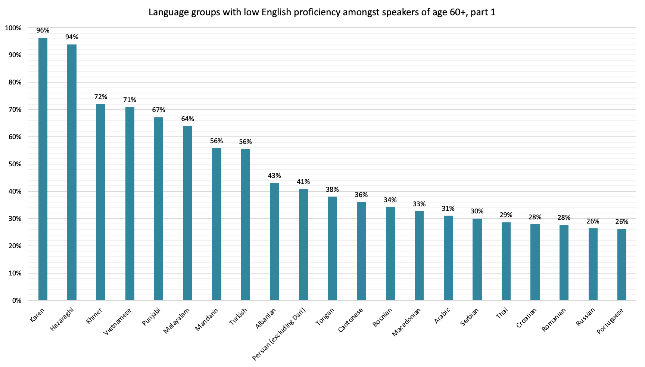 Language groups with low English proficiency amongst speakers of age 60+, part 1
100%
90%
80%
70%
60%
50%
40%
30%
20%
10%
0%
96%
94%
72%
71%
67%
64%
56%
56%
43%
41%
38%
36%
34%
33%
31%
30%
29%
28%
28%
26%
26%
Karen
Hazaraghi
Khmer
Vietnamese
Punjabi
Malayalam
Mandarin
Turkish
Albanian
Persian (excluding Dari)
Tongan
Cantonese
Bosnian
Macedonian
Arabic
Serbian
Thai
Croatian
Romanian
Russian
Portuguese